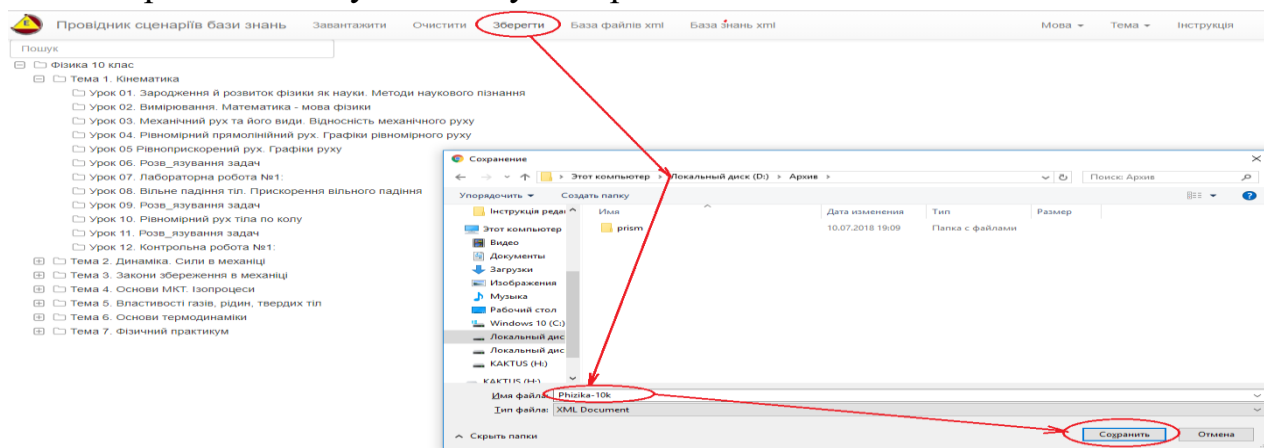 Провідник сценаріїв бази знань Завантажити Очистити Зберегти База файлів xml База знань xml Мова Тема Інструкція
Пошук
Фізика 10 клас
Тема 1. Кінематика
Урок 01. Зародження й розвиток фізики як науки. Методи наукового пізнання
Урок 02. Вимірювання. Математика - мова фізики
Урок 03. Механічний рух та його види. Відносність механічного руху
Урок 04. Рівномірний прямолінійний рух. Графіки рівномірного руху
Урок 05 Рівноприскорений рух. Графіки руху
Урок 06. Розв_язування задач
Урок 07. Лабораторна робота №1:
Урок 08. Вільне падіння тіл. Прискорення вільного падіння
Урок 09. Розв_язування задач
Урок 10. Рівномірний рух тіла по колу
Урок 11. Розв_язування задач
Урок 12. Контрольна робота №1:
Тема 2. Динаміка. Сили в механіці
Тема 3. Закони збереження в механіці
Тема 4. Основи МКТ. Ізопроцеси
Тема 5. Властивості газів, рідин, твердих тіл
Тема 6. Основи термодинаміки
Тема 7. Фізичний практикум
Сохранение
Этот компьютер › Локальный диск (D:) › Архив ›
Поиск: Архив
Упорядочить Создать папку
Имя Дата изменения Тип Размер
Інструкція редак
prism 10.07.2018 19:09 Папка с файлами
Этот компьютер
Видео
Документы
Загрузки
Изображения
Музыка
Рабочий стол
Windows 10 (C:)
Локальный дис
Локальный дис
KAKTUS (H:)
KAKTUS (H:)
Имя файла: Phizika-10k
Тип файла: XML Document
Скрыть папки
Сохранить Отмена